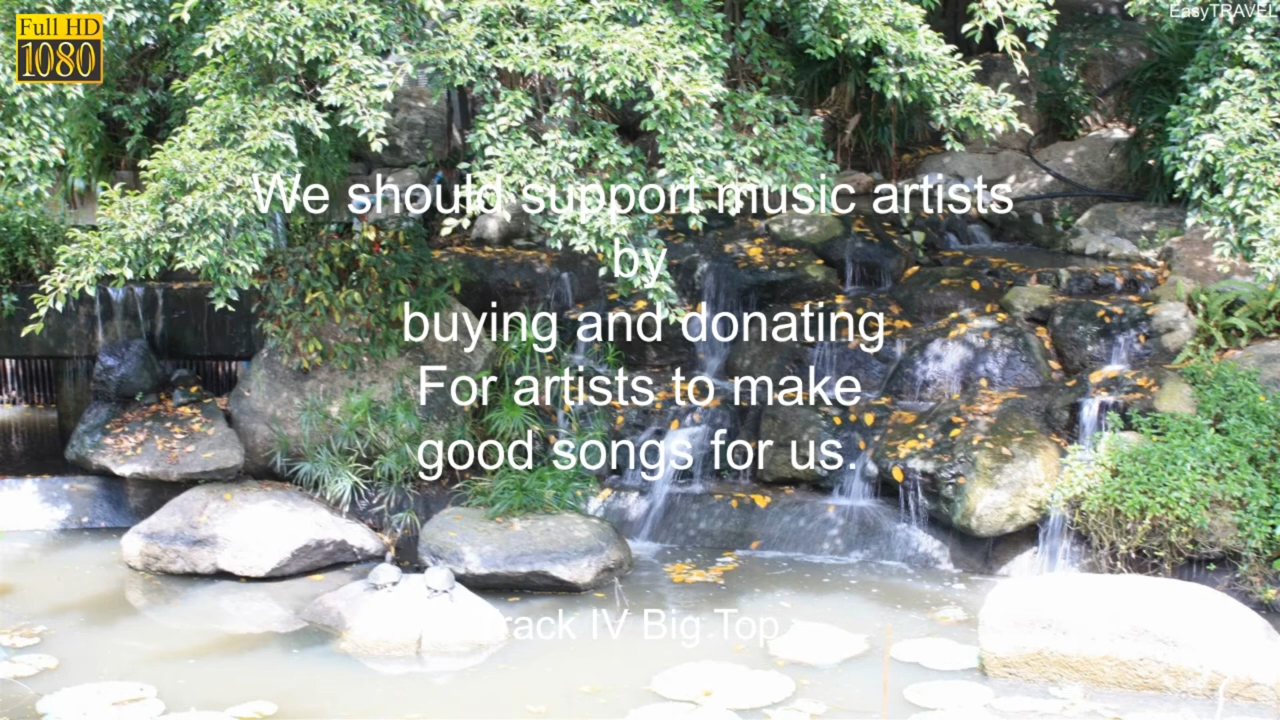 Full HD
1080
EasyTRAVEL
We should support music artists
by
buying and donating
For artists to make
good songs for us.
Track IV Big Top